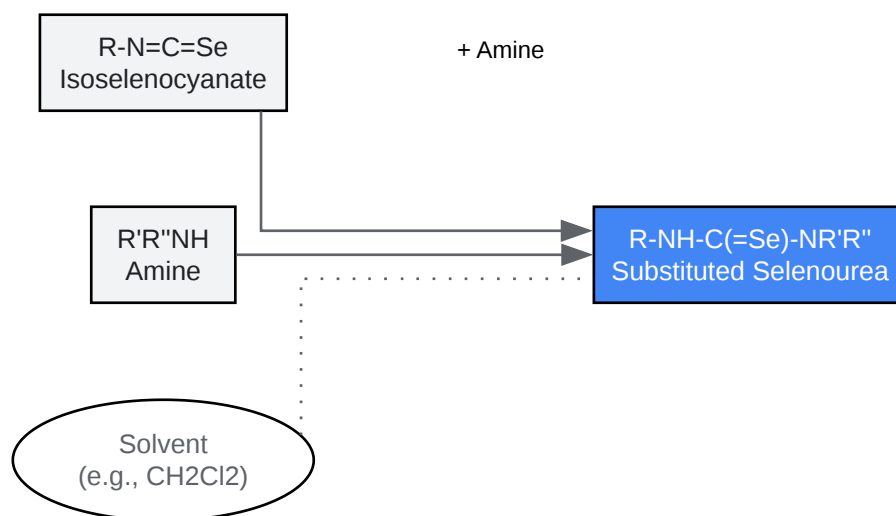 R-N=C=Se
Isoselenocyanate
+ Amine
R'R"NH
Amine
R-NH-C(=Se)-NR'R"
Substituted Selenourea
Solvent
(e.g., CH2Cl2)